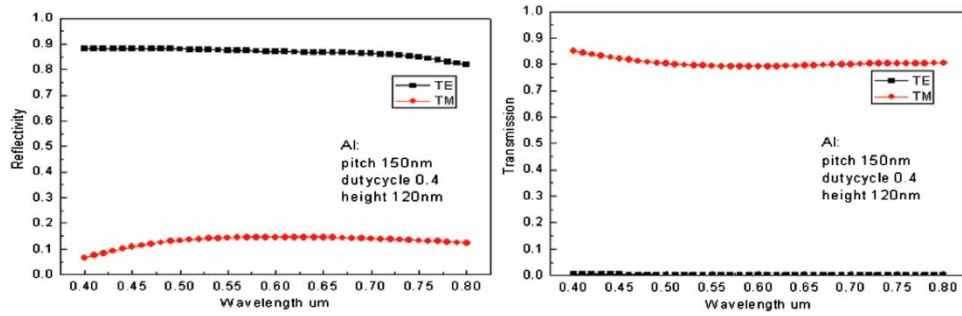 Reflectivity
1.0
0.9
0.8
0.7
0.6
0.5
0.4
0.3
0.2
0.1
0.0
TE
TM
Al:
pitch 150nm
dutycycle 0.4
height 120nm
0.40 0.45 0.50 0.55 0.60 0.65 0.70 0.75 0.80
Wavelength um
Transmission
1.0
0.9
0.8
0.7
0.6
0.5
0.4
0.3
0.2
0.1
0.0
TE
TM
Al:
pitch 150nm
dutycycle 0.4
height 120nm
0.40 0.45 0.50 0.55 0.60 0.65 0.70 0.75 0.80
Wavelength um